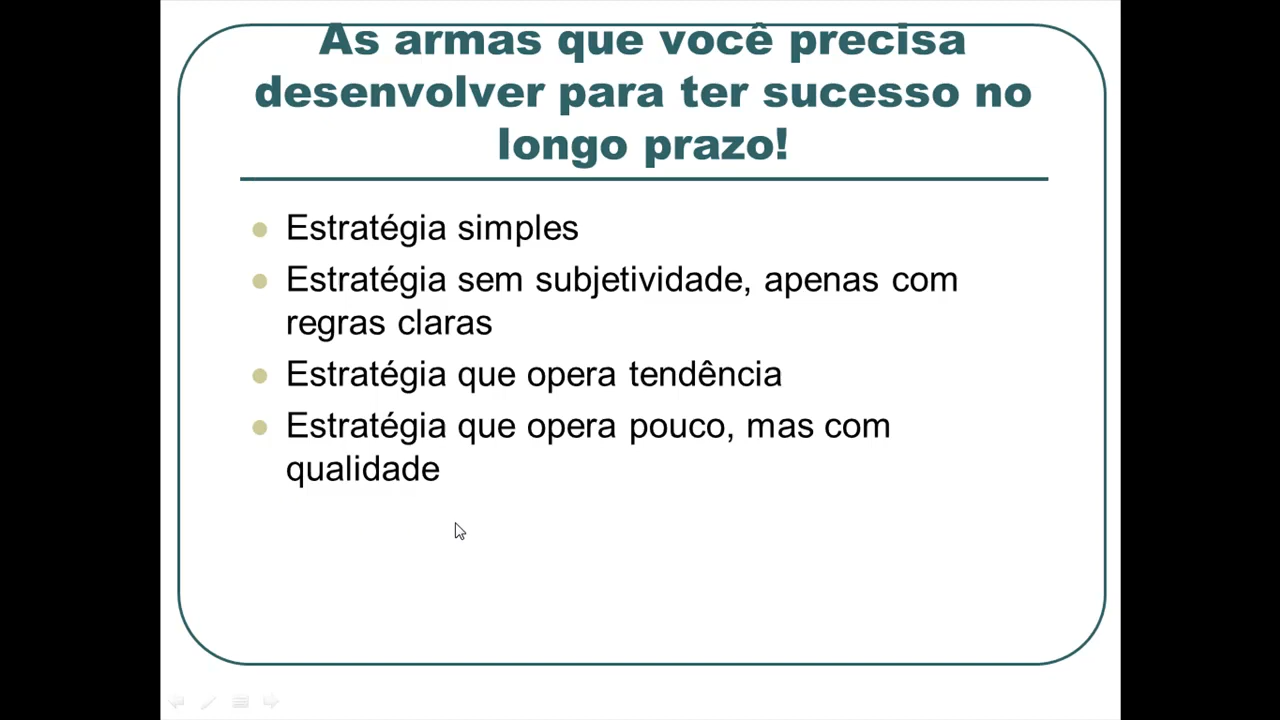 As armas que você precisa
desenvolver para ter sucesso no
longo prazo!
Estratégia simples
Estratégia sem subjetividade, apenas com
regras claras
Estratégia que opera tendência
Estratégia que opera pouco, mas com
qualidade